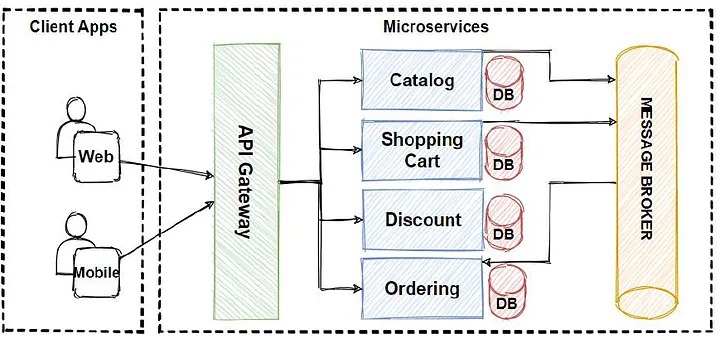 Client Apps
Microservices
Web
Mobile
API Gateway
Catalog
DB
Shopping
Cart
DB
Discount
DB
Ordering
DB
MESSAGE BROKER